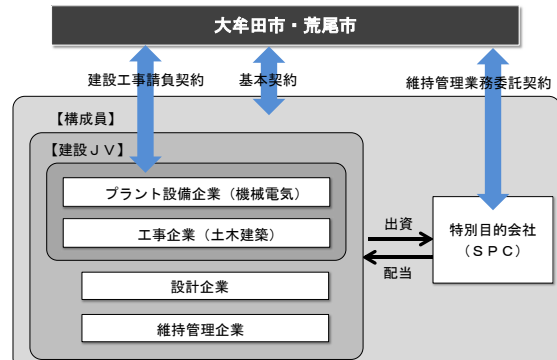 大牟田市・荒尾市
建設工事請負契約
基本契約
維持管理業務委託契約
【構成員】
【建設ＪＶ】
プラント設備企業（機械電気）
工事企業（土木建築）
設計企業
維持管理企業
出資
配当
特別目的会社
（ＳＰＣ）